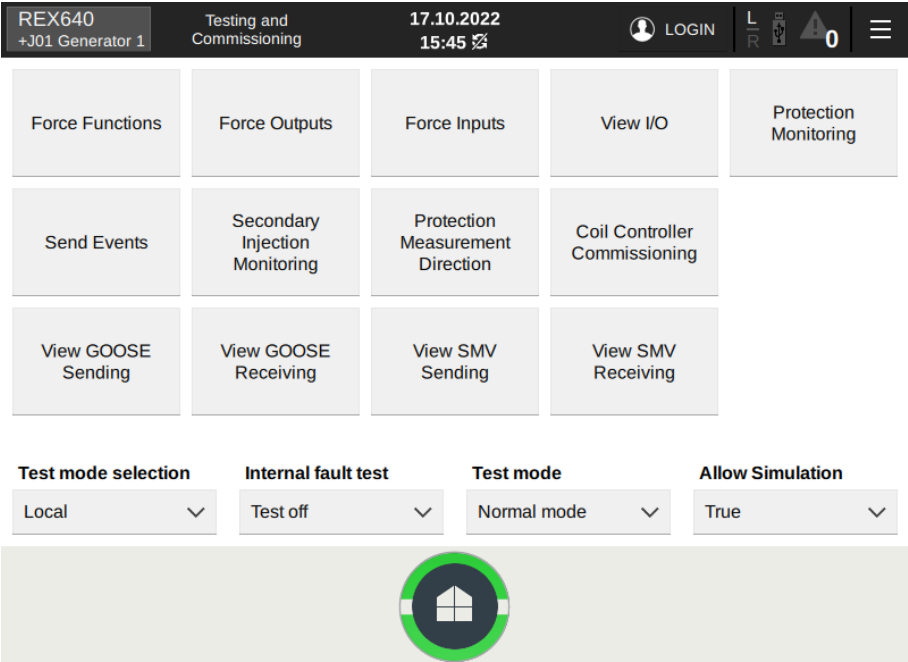 REX640
+J01 Generator 1
Testing and
Commissioning
17.10.2022
15:45
LOGIN
L
R
0
Force Functions
Force Outputs
Force Inputs
View I/O
Protection
Monitoring
Send Events
Secondary
Injection
Monitoring
Protection
Measurement
Direction
Coil Controller
Commissioning
View GOOSE
Sending
View GOOSE
Receiving
View SMV
Sending
View SMV
Receiving
Test mode selection
Internal fault test
Test mode
Allow Simulation
Local
Test off
Normal mode
True